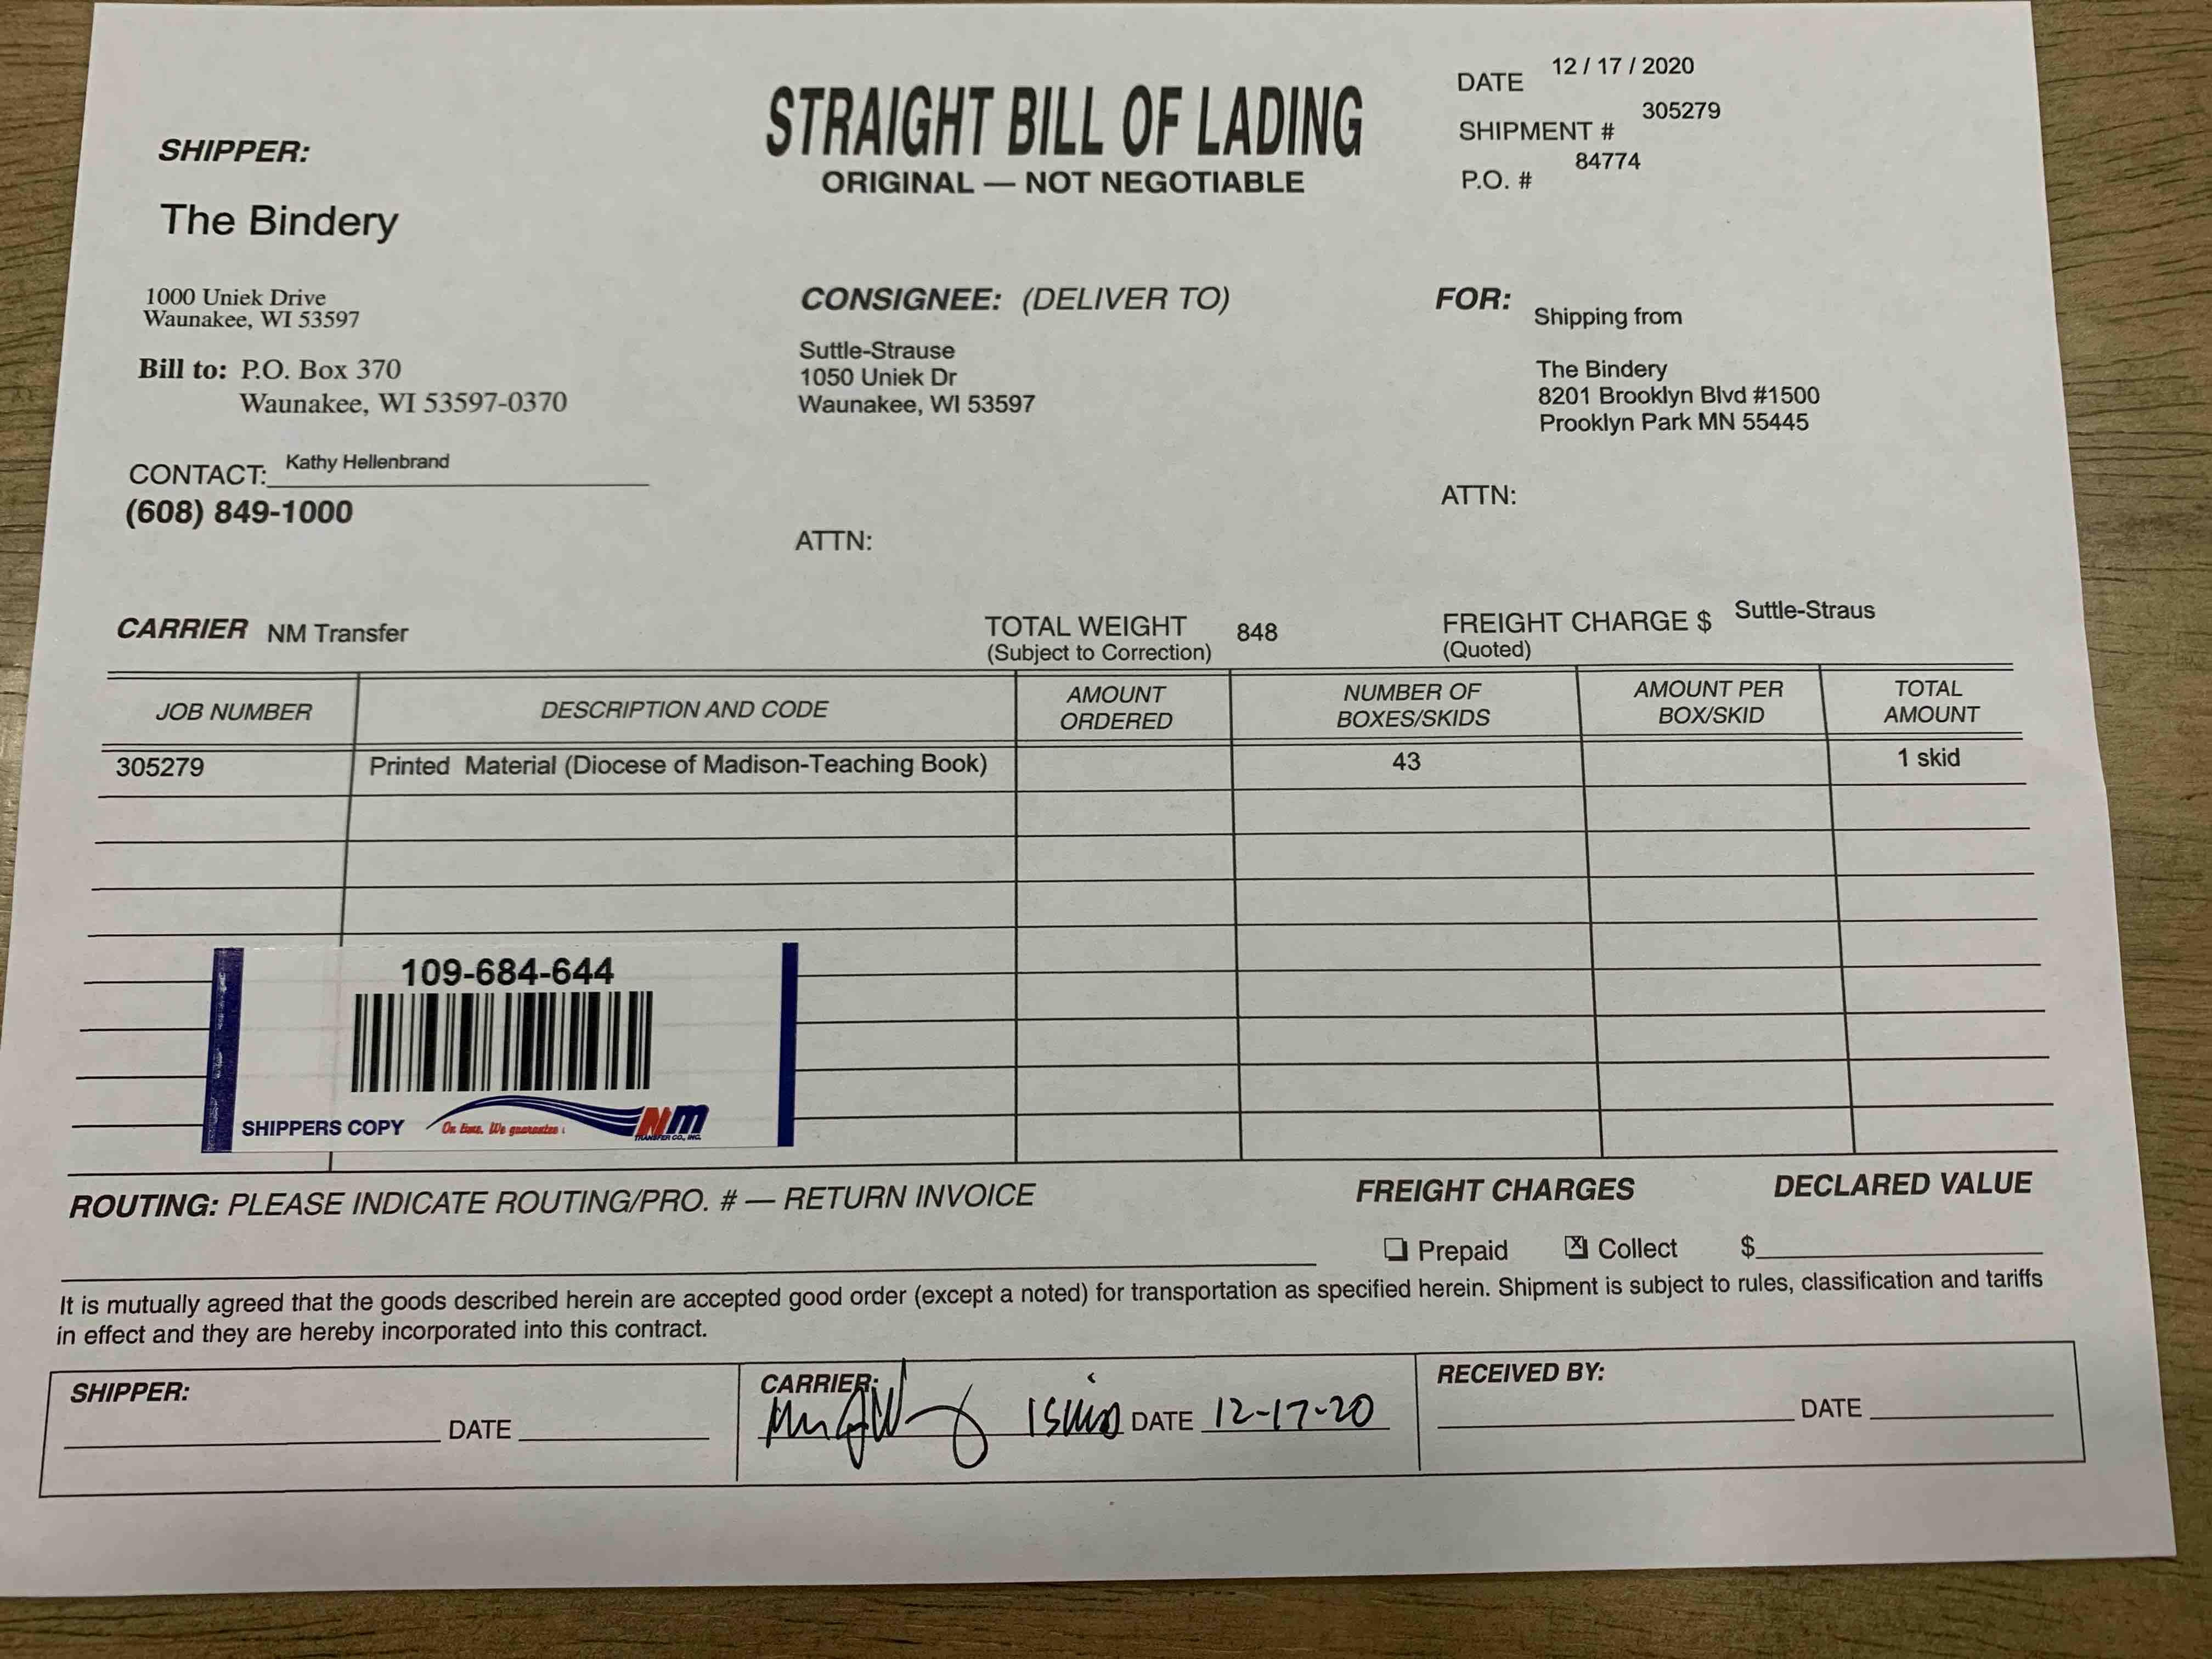 STRAIGHT BILL OF LADING
ORIGINAL — NOT NEGOTIABLE
DATE 12 / 17 / 2020
SHIPMENT # 305279
P.O. # 84774
SHIPPER:
The Bindery
1000 Uniek Drive
Waunakee, WI 53597
Bill to: P.O. Box 370
Waunakee, WI 53597-0370
CONTACT: Kathy Hellenbrand
(608) 849-1000
CONSIGNEE: (DELIVER TO)
Suttle-Strause
1050 Uniek Dr
Waunakee, WI 53597
ATTN:
FOR: Shipping from
The Bindery
8201 Brooklyn Blvd #1500
Prooklyn Park MN 55445
ATTN:
CARRIER NM Transfer
TOTAL WEIGHT 848
(Subject to Correction)
FREIGHT CHARGE $ Suttle-Straus
(Quoted)
JOB NUMBER DESCRIPTION AND CODE AMOUNT ORDERED NUMBER OF BOXES/SKIDS AMOUNT PER BOX/SKID TOTAL AMOUNT
305279 Printed Material (Diocese of Madison-Teaching Book) 43 1 skid
109-684-644
SHIPPERS COPY On time. We guarantee NM
TRANSFER CO., INC.
ROUTING: PLEASE INDICATE ROUTING/PRO. # — RETURN INVOICE
FREIGHT CHARGES DECLARED VALUE
Prepaid x Collect $
It is mutually agreed that the goods described herein are accepted good order (except a noted) for transportation as specified herein. Shipment is subject to rules, classification and tariffs
in effect and they are hereby incorporated into this contract.
SHIPPER:
DATE
CARRIER:
DATE 12-17-20
RECEIVED BY:
DATE